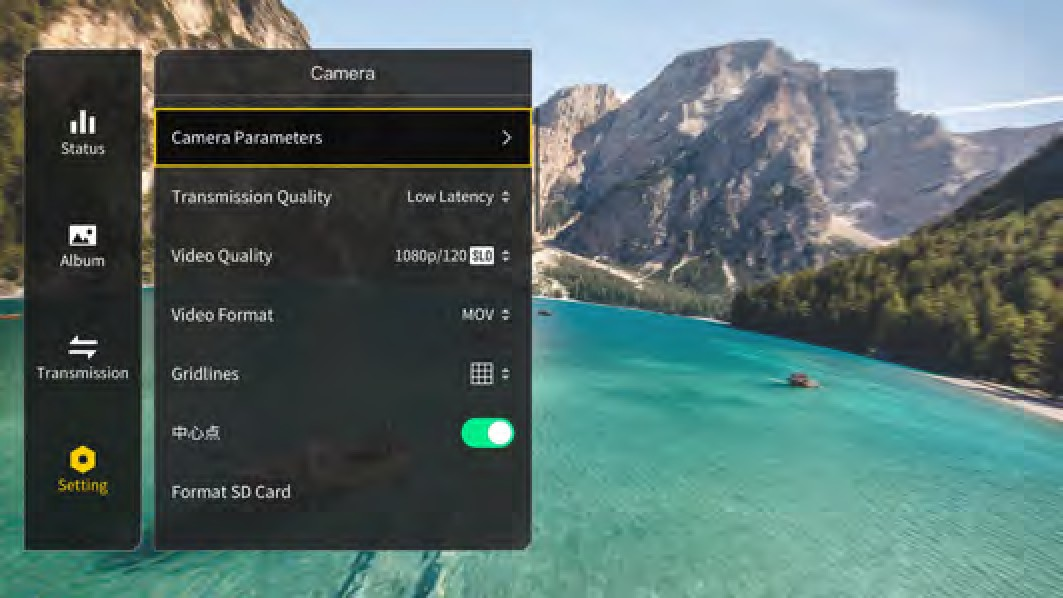 Camera
Status
Album
Transmission
Setting
Camera Parameters
Transmission Quality Low Latency
Video Quality 1080p/120 SLO
Video Format MOV
Gridlines
中心点
Format SD Card